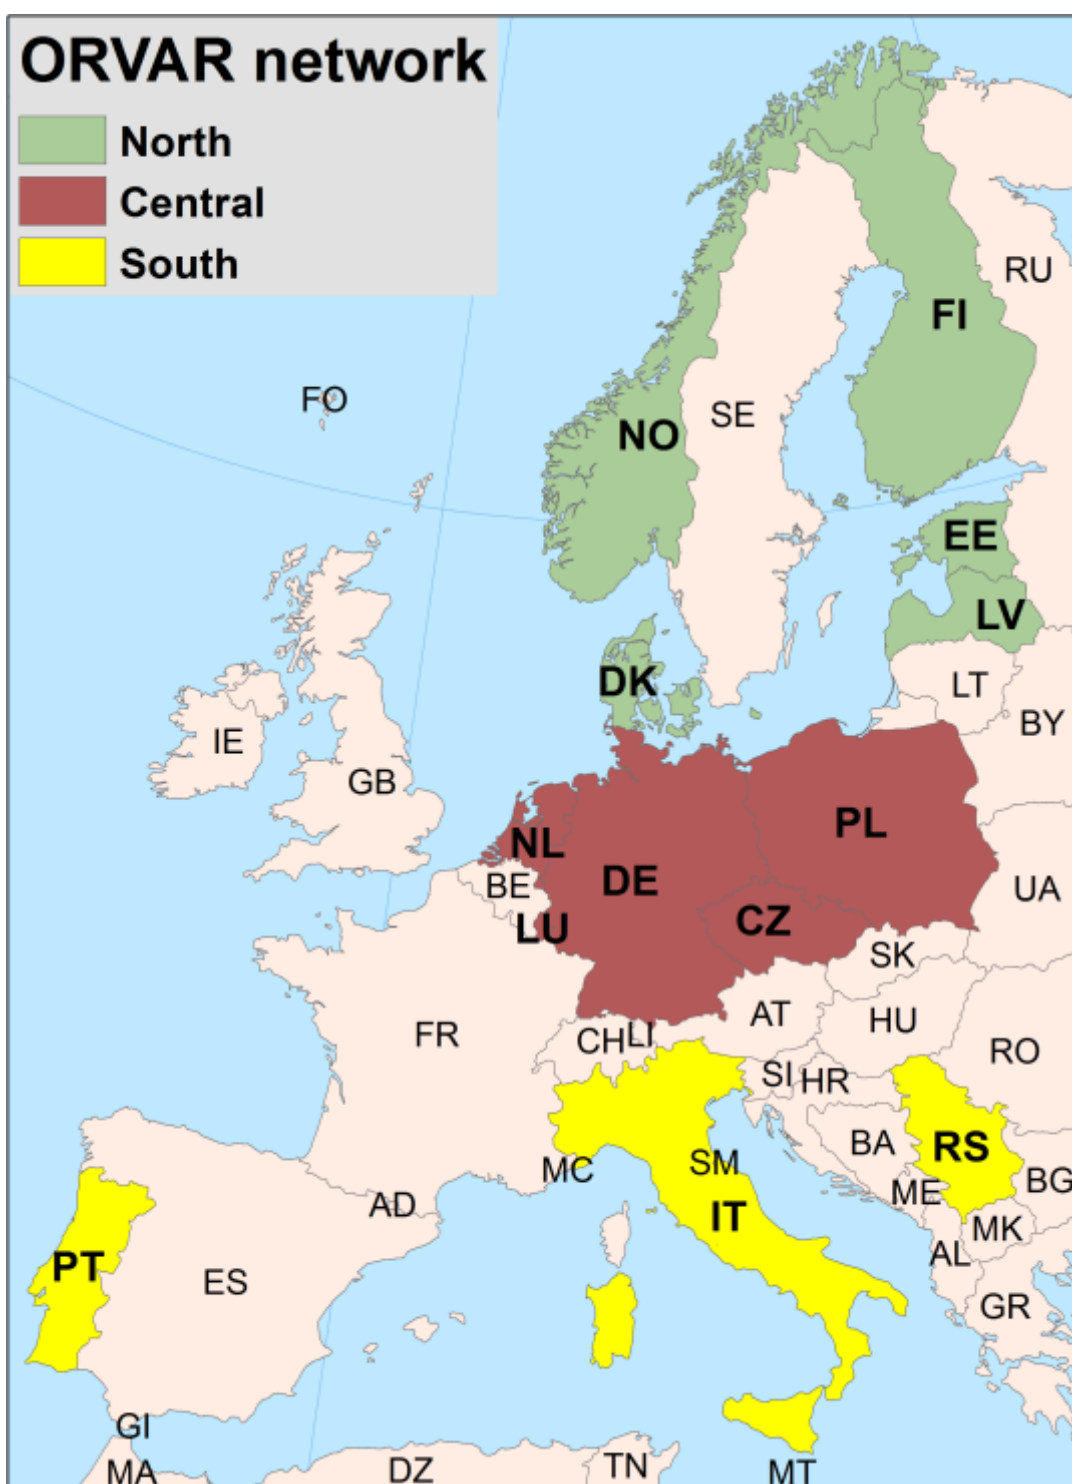 ORVAR network
North
Central
South
RU
FI
FO
SE
NO
EE
LV
DK
LT
BY
IE
GB
PL
NL
DE
BE
UA
CZ
LU
SK
AT
HU
FR
CH
LI
RO
SI
HR
BA
RS
SM
MC
BG
ME
AD
IT
MK
AL
PT
ES
GR
GI
MA
DZ
TN
MT